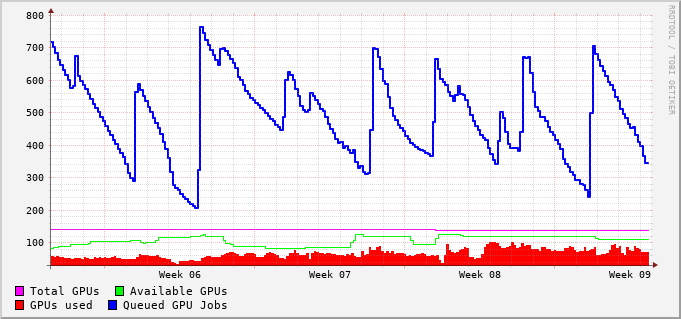 800
700
600
500
400
300
200
100
Week 06 Week 07 Week 08 Week 09
Total GPUs Available GPUs
GPUs used Queued GPU Jobs
RRDTOOL / TOBI OETIKER